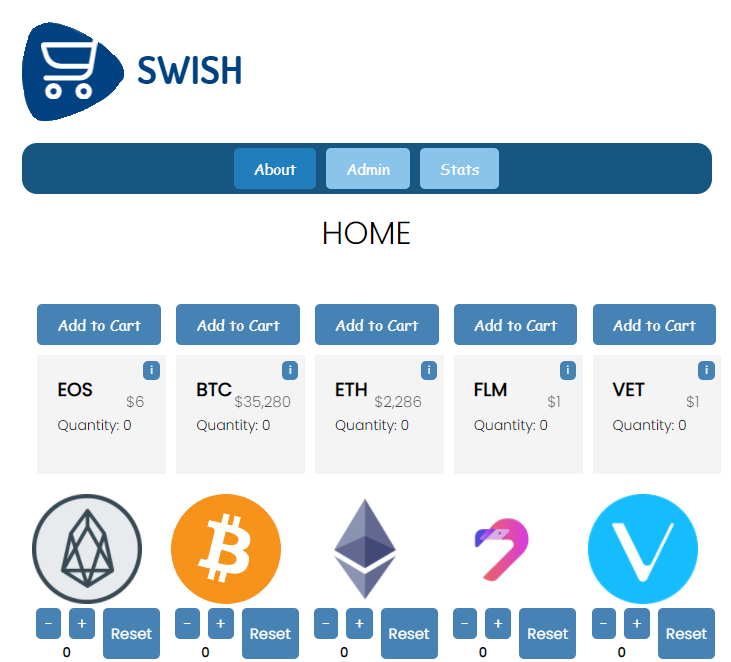 SWISH
About Admin Stats
HOME
Add to Cart Add to Cart Add to Cart Add to Cart Add to Cart
i i i i i
EOS $6 BTC $35,280 ETH $2,286 FLM $1 VET $1
Quantity: 0 Quantity: 0 Quantity: 0 Quantity: 0 Quantity: 0
- + Reset - + Reset - + Reset - + Reset - + Reset
0 0 0 0 0